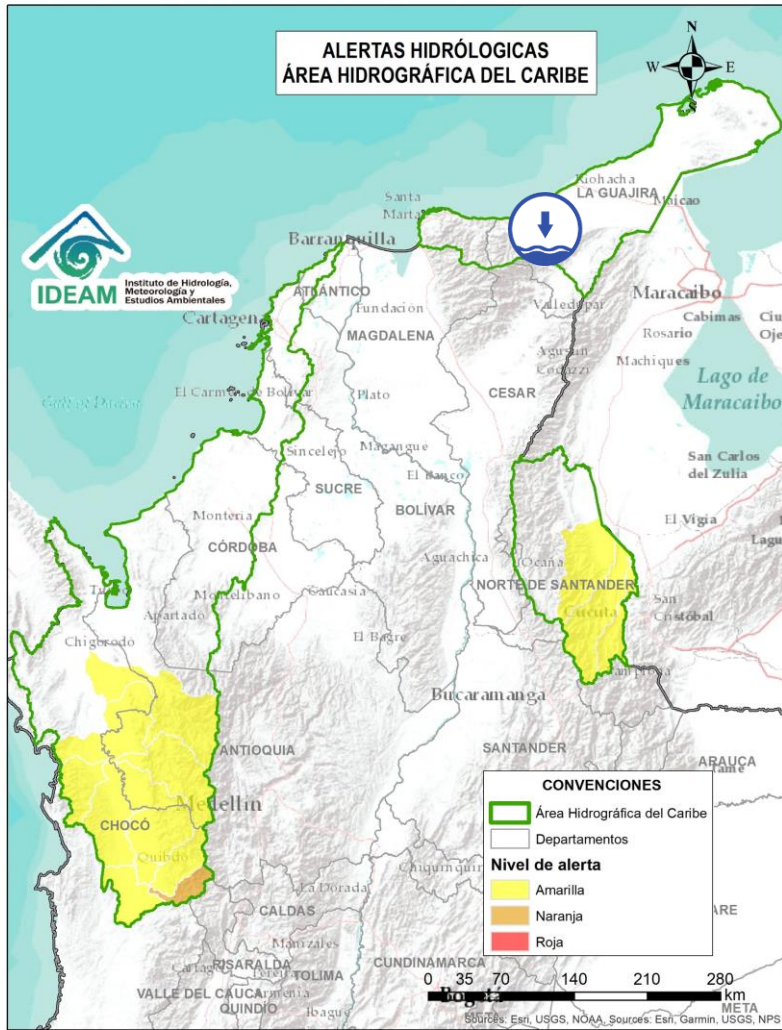 ALERTAS HIDRÓLOGICAS
ÁREA HIDROGRÁFICA DEL CARIBE
N
W E
S
Riohacha
LA GUAJIRA
Maicao
Santa
Marta
Barranquilla
IDEAM
Instituto de Hidrología,
Meteorología y
Estudios Ambientales
ATLÁNTICO
Cartagena
Fundación
Valledupar
Maracaibo
Cabimas
Rosario
MAGDALENA
Agustín
Codazzi
Machiques
El Carmen de Bolívar
Plato
CESAR
Lago de
Maracaibo
Sincelejo
Magangué
El Banco
San Carlos
del Zulia
SUCRE
BOLÍVAR
Montería
CÓRDOBA
El Vigía
Aguachica
Ocaña
NORTE DE SANTANDER
Montelibano
Caucasia
Cúcuta
San
Cristóbal
Apartado
El Bagre
Chigorodó
Pamplona
Bucaramanga
ANTIOQUIA
SANTANDER
ARAUCA
Medellín
CHOCÓ
Quibdó
CONVENCIONES
Área Hidrográfica del Caribe
Departamentos
Nivel de alerta
Amarilla
Naranja
Roja
La Dorada
CALDAS
Manizales
CUNDINAMARCA
RISARALDA
Pereira
TOLIMA
VALLE DEL CAUCA
Armenia
QUINDÍO
Ibagué
Bogotá
META
0 35 70 140 210 280
km
Sources: Esri, USGS, NOAA, Sources: Esri, Garmin, USGS, NPS